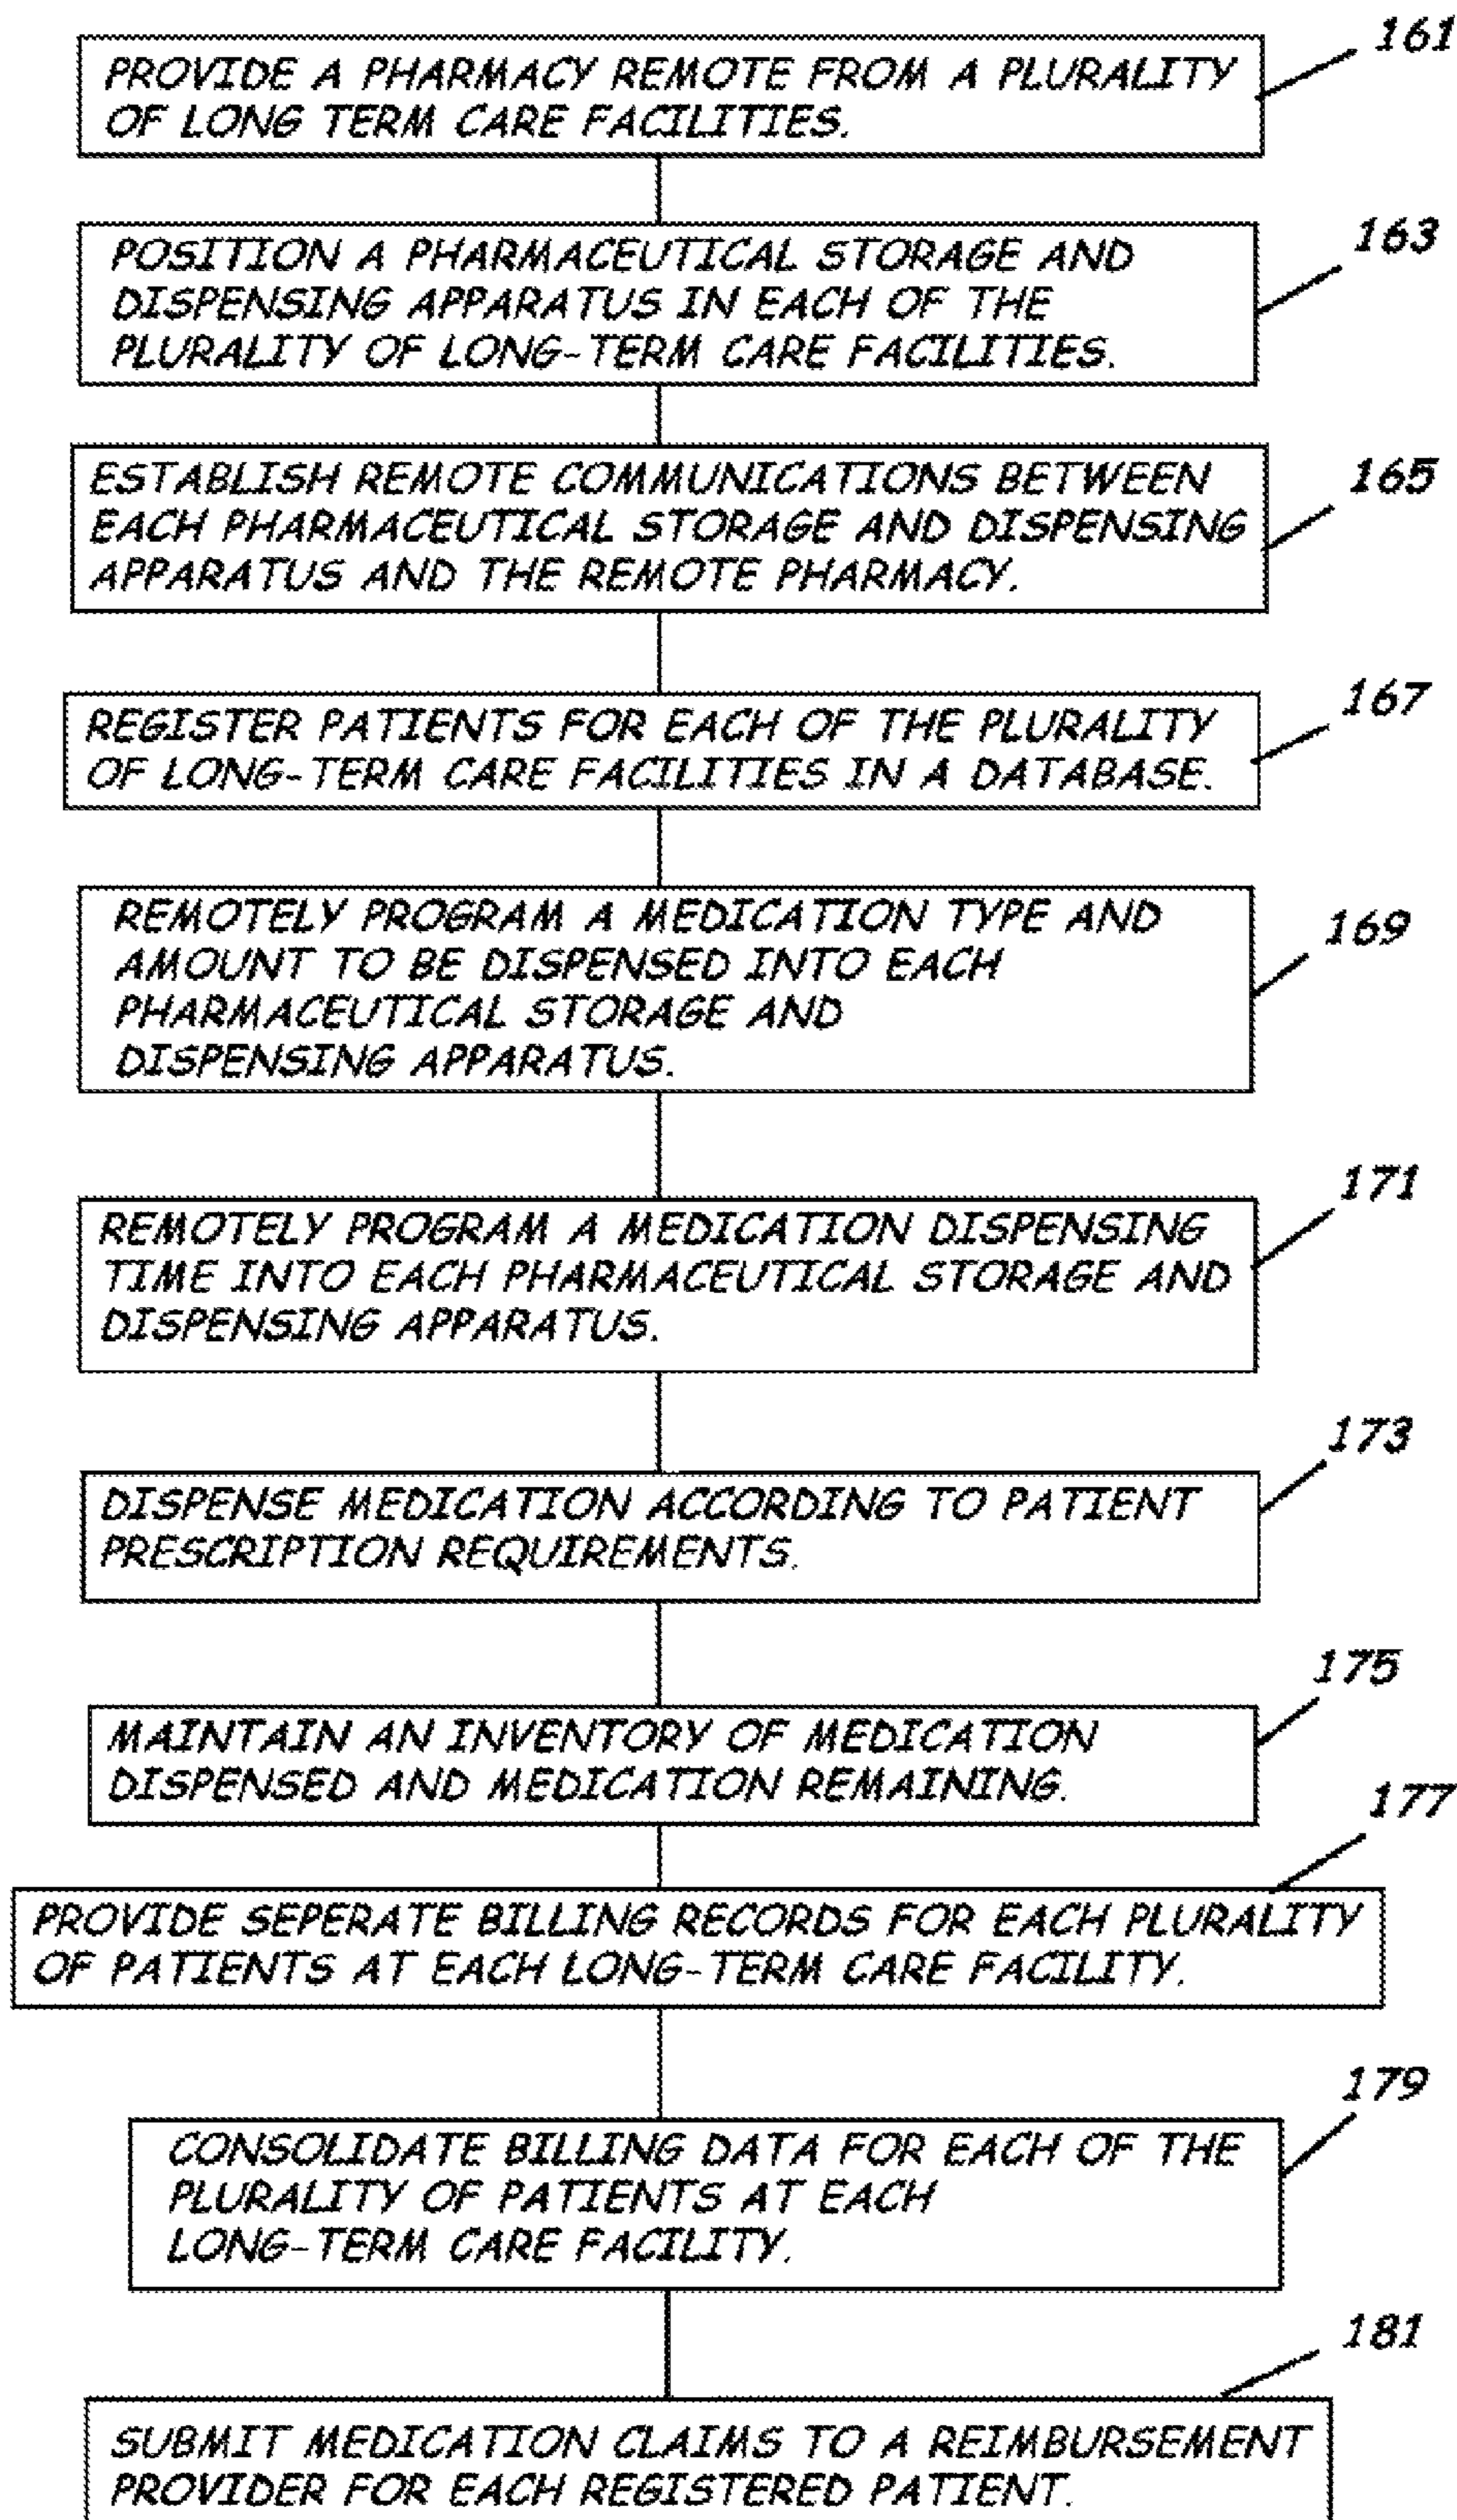 161
PROVIDE A PHARMACY REMOTE FROM A PLURALITY
OF LONG TERM CARE FACILITIES.
163
POSITION A PHARMACEUTICAL STORAGE AND
DISPENSING APPARATUS IN EACH OF THE
PLURALITY OF LONG-TERM CARE FACILITIES.
165
ESTABLISH REMOTE COMMUNICATIONS BETWEEN
EACH PHARMACEUTICAL STORAGE AND DISPENSING
APPARATUS AND THE REMOTE PHARMACY.
167
REGISTER PATIENTS FOR EACH OF THE PLURALITY
OF LONG-TERM CARE FACILITIES IN A DATABASE.
169
REMOTELY PROGRAM A MEDICATION TYPE AND
AMOUNT TO BE DISPENSED INTO EACH
PHARMACEUTICAL STORAGE AND
DISPENSING APPARATUS.
171
REMOTELY PROGRAM A MEDICATION DISPENSING
TIME INTO EACH PHARMACEUTICAL STORAGE AND
DISPENSING APPARATUS.
173
DISPENSE MEDICATION ACCORDING TO PATIENT
PRESCRIPTION REQUIREMENTS.
175
MAINTAIN AN INVENTORY OF MEDICATION
DISPENSED AND MEDICATION REMAINING.
177
PROVIDE SEPERATE BILLING RECORDS FOR EACH PLURALITY
OF PATIENTS AT EACH LONG-TERM CARE FACILITY.
179
CONSOLIDATE BILLING DATA FOR EACH OF THE
PLURALITY OF PATIENTS AT EACH
LONG-TERM CARE FACILITY.
181
SUBMIT MEDICATION CLAIMS TO A REIMBURSEMENT
PROVIDER FOR EACH REGISTERED PATIENT.